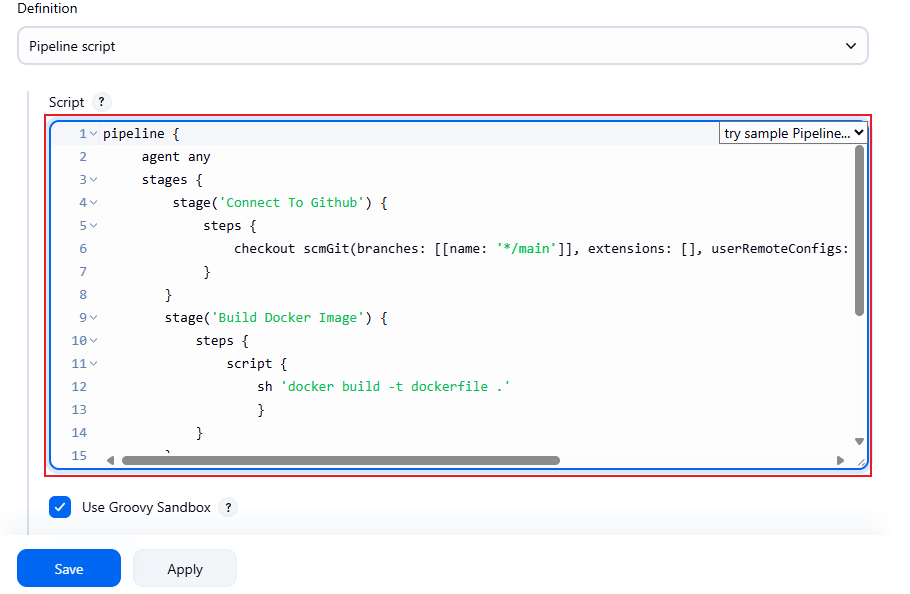 Definition
Pipeline script
Script ?
try sample Pipeline...
1 pipeline {
2 agent any
3 stages {
4 stage('Connect To Github') {
5 steps {
6 checkout scmGit(branches: [[name: '*/main']], extensions: [], userRemoteConfigs:
7 }
8 }
9 stage('Build Docker Image') {
10 steps {
11 script {
12 sh 'docker build -t dockerfile .'
13 }
14 }
15
Use Groovy Sandbox ?
Save Apply